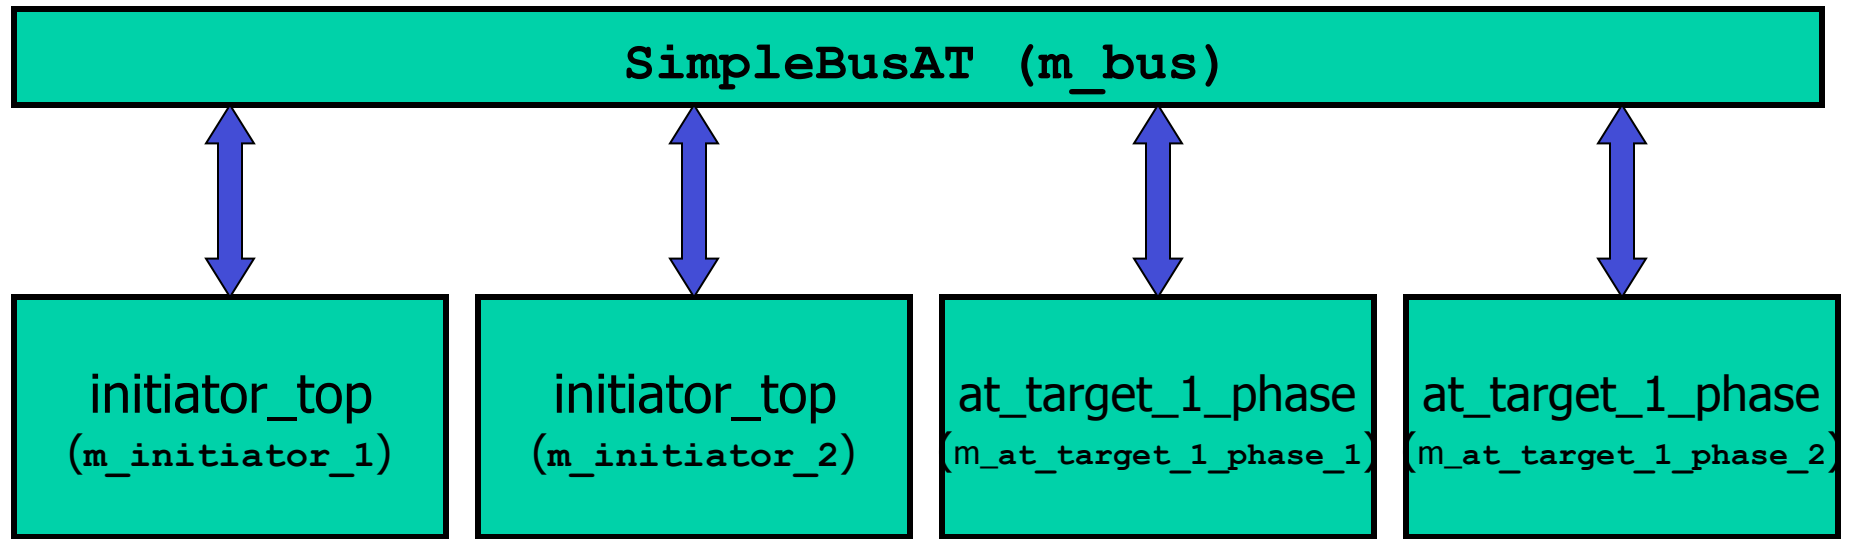 SimpleBusAT (m_bus)
initiator_top
(m_initiator_1)
initiator_top
(m_initiator_2)
at_target_1_phase
(m_at_target_1_phase_1)
at_target_1_phase
(m_at_target_1_phase_2)